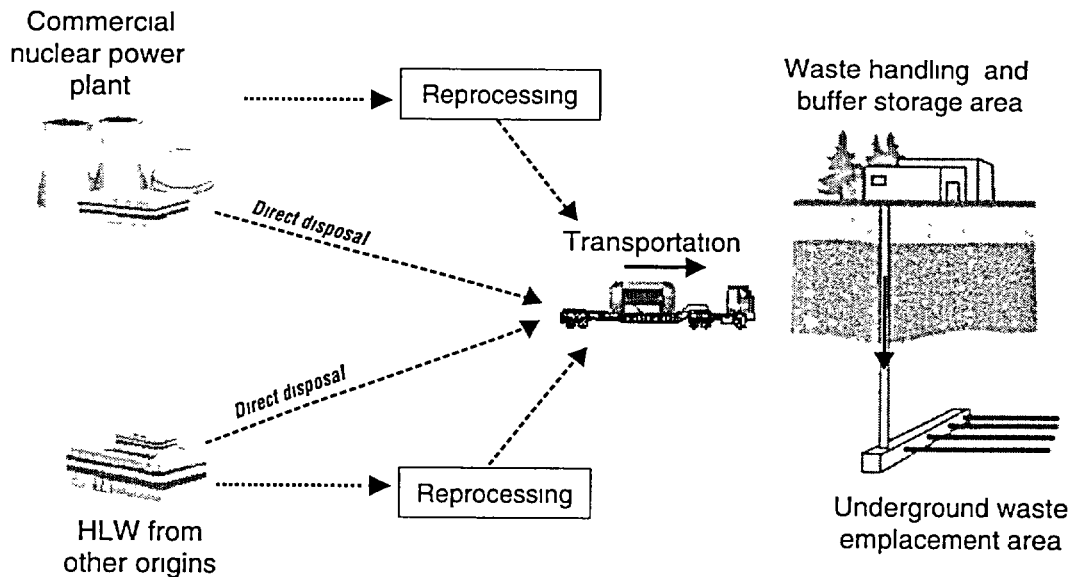 Commercial
nuclear power
plant
Reprocessing
Waste handling and
buffer storage area
Direct disposal
Transportation
Direct disposal
Reprocessing
HLW from
other origins
Underground waste
emplacement area